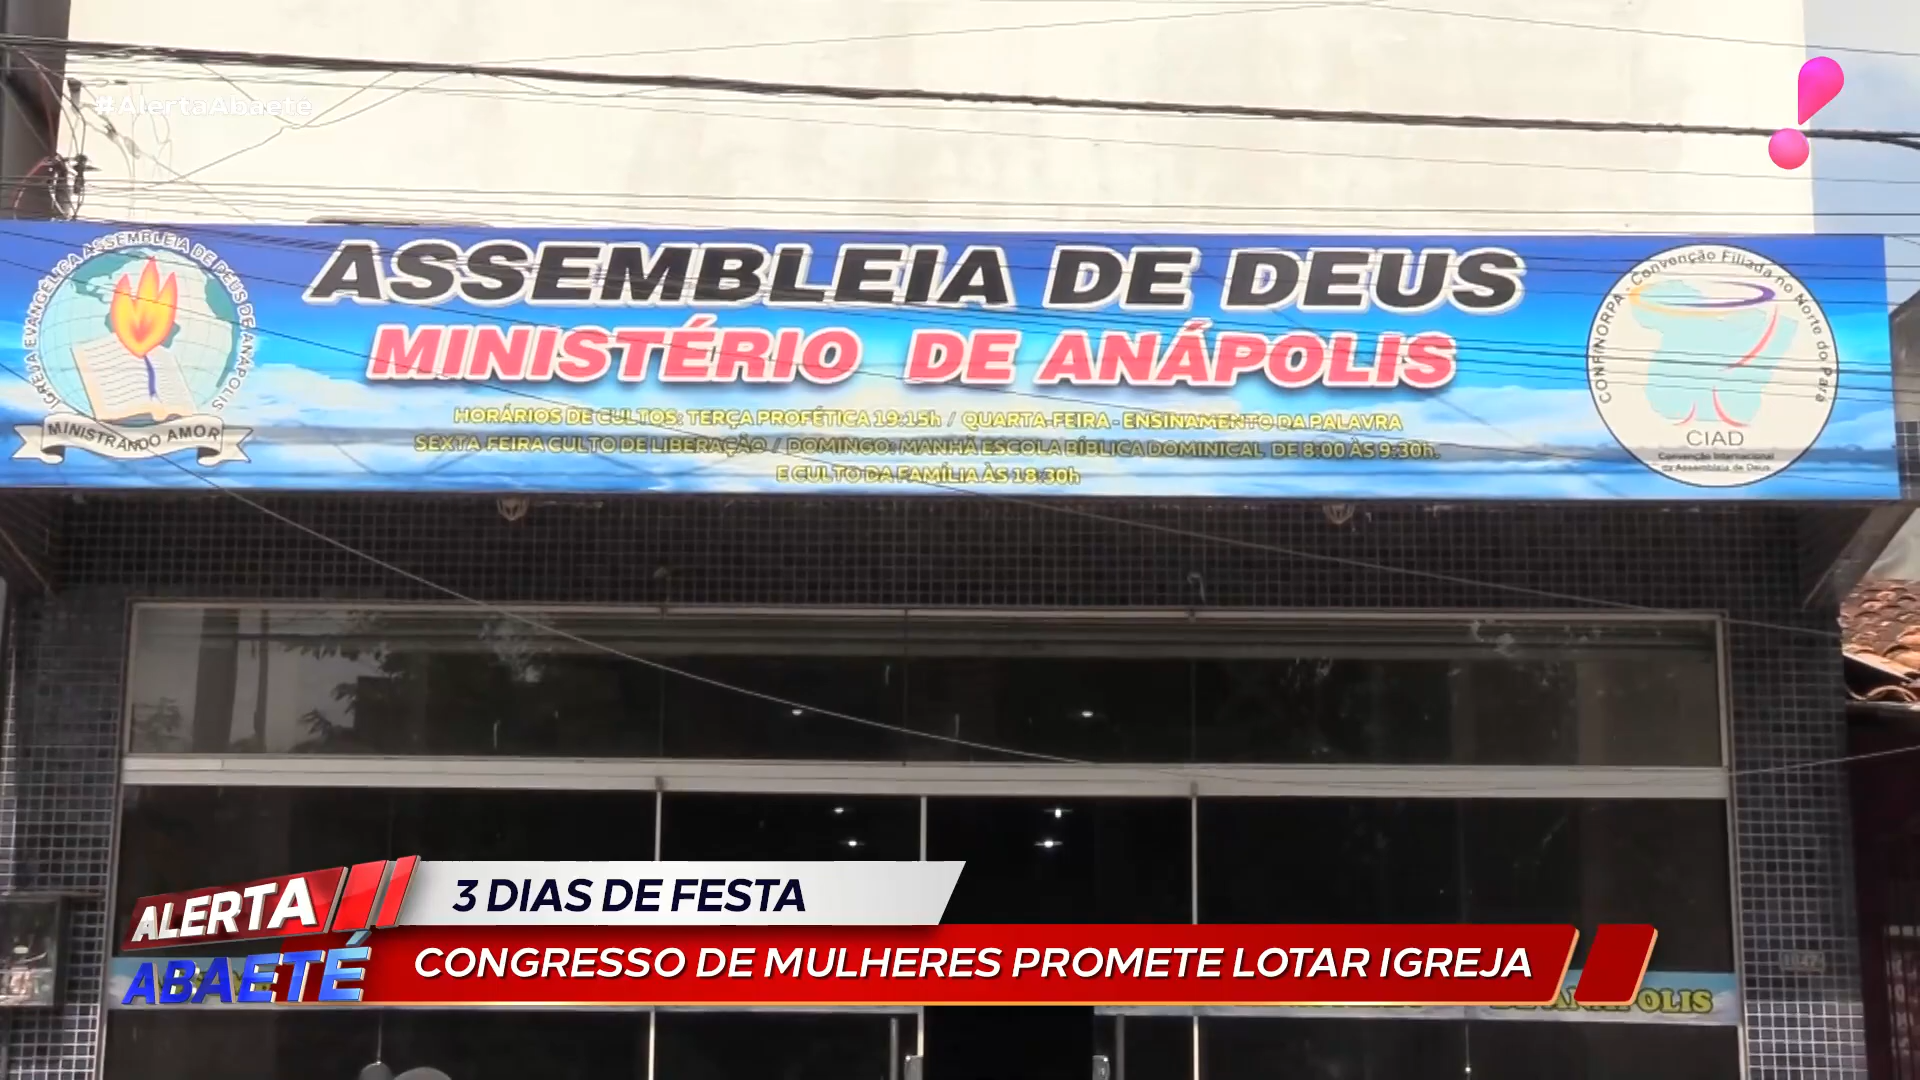 #AlertaAbaeté
IGREJA EVANGÉLICA ASSEMBLEIA DE DEUS DE ANÁPOLIS
MINISTRANDO AMOR
ASSEMBLEIA DE DEUS
MINISTÉRIO DE ANÁPOLIS
HORÁRIOS DE CULTOS: TERÇA PROFÉTICA 19:15h / QUARTA-FEIRA - ENSINAMENTO DA PALAVRA
SEXTA FEIRA CULTO DE LIBERAÇÃO / DOMINGO: MANHÃ ESCOLA BÍBLICA DOMINICAL DE 8:00 ÀS 9:30h.
E CULTO DA FAMÍLIA ÀS 18:30h
CONFINORPA - Convenção Filiada no Norte do Pará
CIAD
Convenção Internacional
da Assembleia de Deus
3 DIAS DE FESTA
ALERTA
ABAETÉ
CONGRESSO DE MULHERES PROMETE LOTAR IGREJA
DE ANÁPOLIS